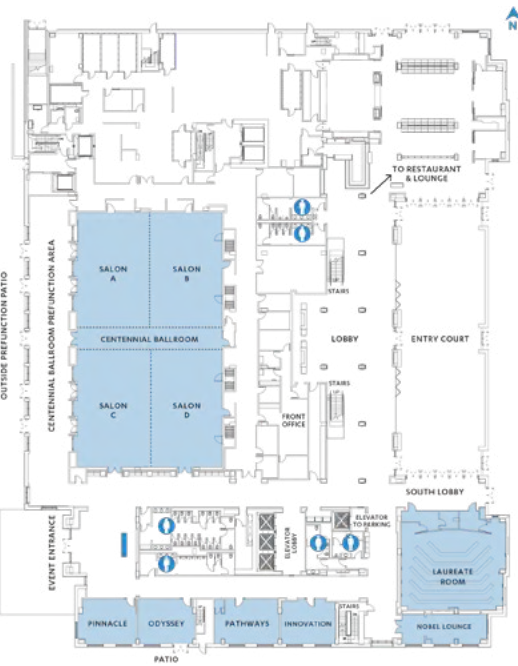 N
TO RESTAURANT
& LOUNGE
SALON
A
SALON
B
STAIRS
OUTSIDE PREFUNCTION PATIO
CENTENNIAL BALLROOM PREFUNCTION AREA
CENTENNIAL BALLROOM
LOBBY
ENTRY COURT
STAIRS
SALON
C
SALON
D
FRONT
OFFICE
SOUTH LOBBY
EVENT ENTRANCE
ELEVATOR
LOBBY
ELEVATOR
TO PARKING
LAUREATE
ROOM
STAIRS
PINNACLE
ODYSSEY
PATHWAYS
INNOVATION
NOBEL LOUNGE
PATIO